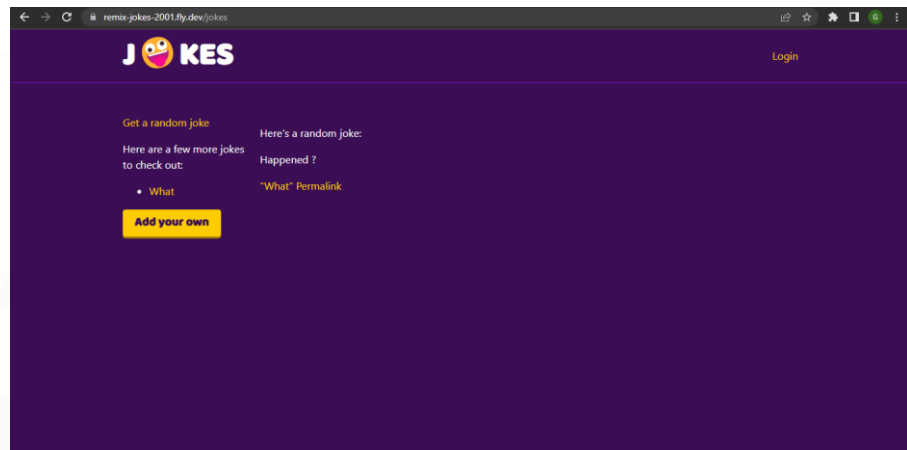 remix-jokes-2001.fly.dev/jokes
G
J KES
Login
Get a random joke
Here are a few more jokes
to check out:
What
Add your own
Here's a random joke:
Happened ?
"What" Permalink